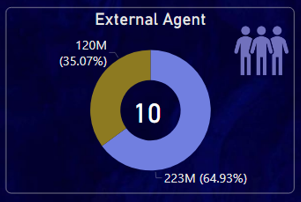 External Agent
120M
(35.07%)
10
223M (64.93%)